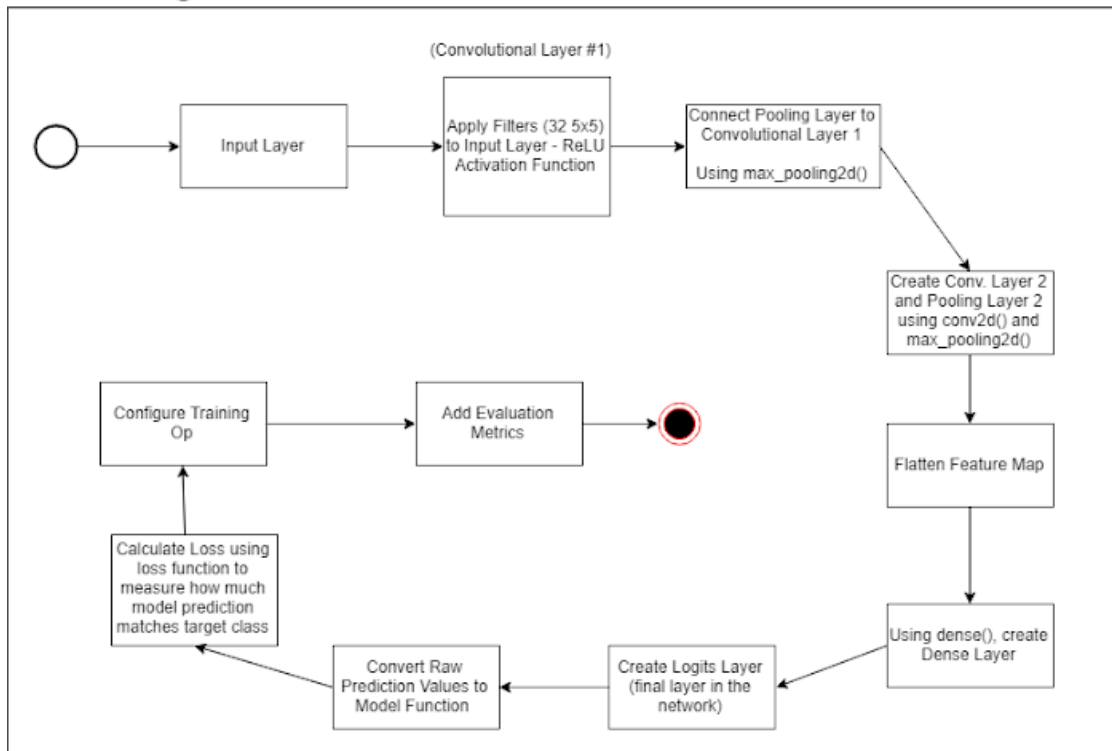 (Convolutional Layer #1)
Input Layer
Apply Filters (32 5x5)
to Input Layer - ReLU
Activation Function
Connect Pooling Layer to
Convolutional Layer 1
Using max_pooling2d()
Create Conv. Layer 2
and Pooling Layer 2
using conv2d() and
max_pooling2d()
Flatten Feature Map
Using dense(), create
Dense Layer
Create Logits Layer
(final layer in the
network)
Convert Raw
Prediction Values to
Model Function
Calculate Loss using
loss function to
measure how much
model prediction
matches target class
Configure Training
Op
Add Evaluation
Metrics